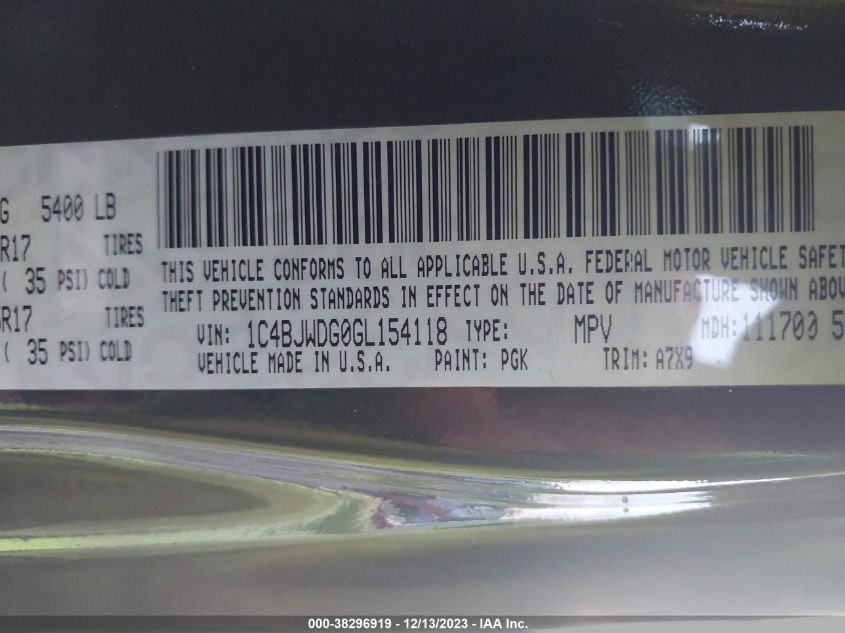 G 5400 LB
R17 TIRES
( 35 PSI) COLD
R17 TIRES
( 35 PSI) COLD
THIS VEHICLE CONFORMS TO ALL APPLICABLE U.S.A. FEDERAL MOTOR VEHICLE SAFET
THEFT PREVENTION STANDARDS IN EFFECT ON THE DATE OF MANUFACTURE SHOWN ABOV
VIN: 1C4BJWDG0GL154118 TYPE: MPV MDH:111700 5
VEHICLE MADE IN U.S.A. PAINT: PGK TRIM: A7X9
000-38296919 - 12/13/2023 - IAA Inc.